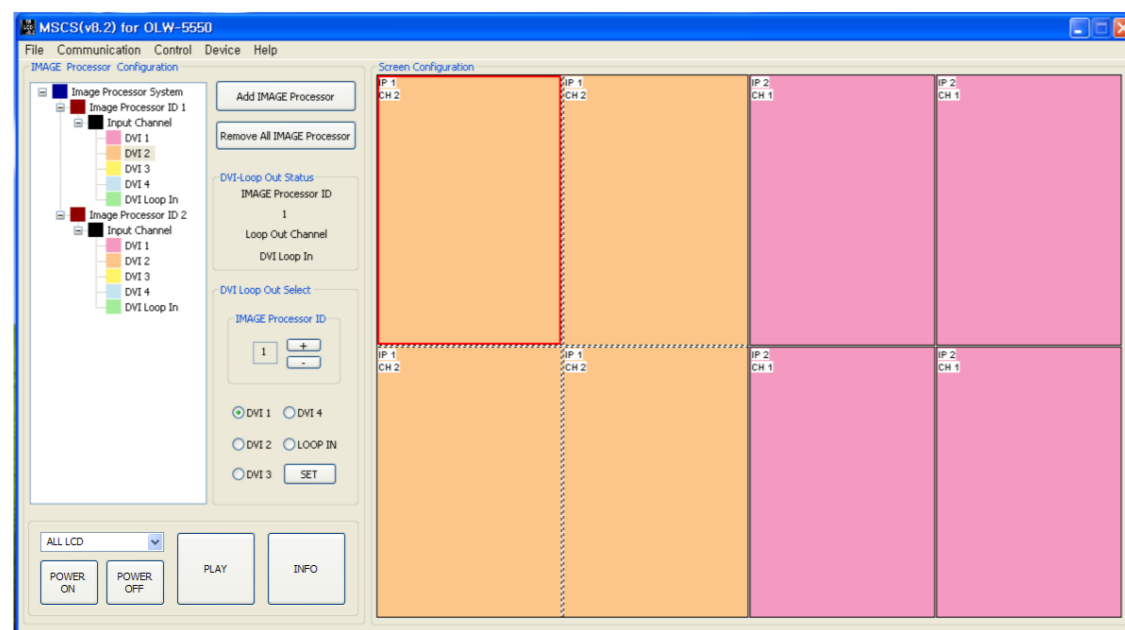 MSCS(v8.2) for OLW-5550
File Communication Control Device Help
IMAGE Processor Configuration
Image Processor System
Image Processor ID 1
Input Channel
DVI 1
DVI 2
DVI 3
DVI 4
DVI Loop In
Image Processor ID 2
Input Channel
DVI 1
DVI 2
DVI 3
DVI 4
DVI Loop In
Add IMAGE Processor
Remove All IMAGE Processor
DVI-Loop Out Status
IMAGE Processor ID
1
Loop Out Channel
DVI Loop In
DVI Loop Out Select
IMAGE Processor ID
1 + -
DVI 1 DVI 4
DVI 2 LOOP IN
DVI 3 SET
ALL LCD
POWER ON
POWER OFF
PLAY
INFO
Screen Configuration
IP 1 IP 1 IP 2 IP 2
CH 2 CH 2 CH 1 CH 1
IP 1 IP 1 IP 2 IP 2
CH 2 CH 2 CH 1 CH 1